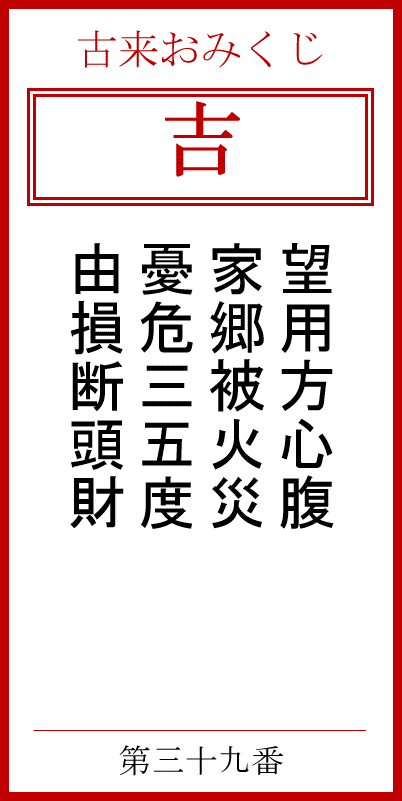 古来おみくじ
吉
望用方心腹
家郷被火災
憂危三五度
由損断頭財
第三十九番